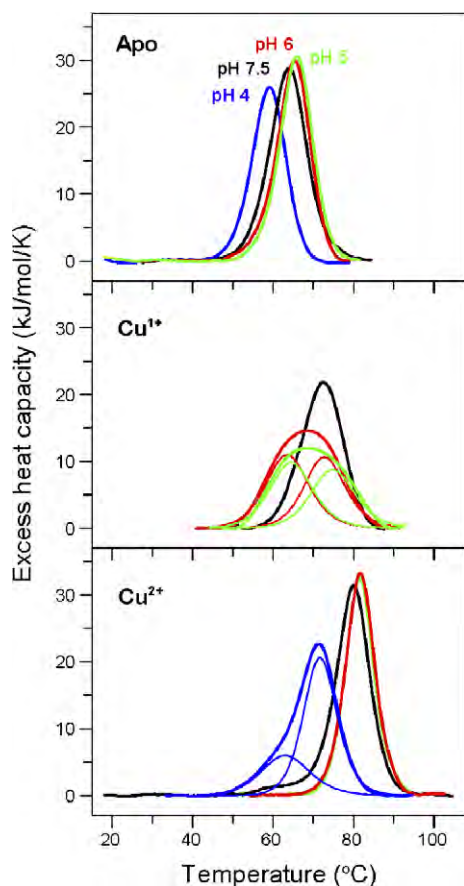 Apo
pH 6
pH 5
pH 7.5
pH 4
30
20
10
0
Cu¹⁺
30
20
10
0
Cu²⁺
30
20
10
0
20 40 60 80 100
Excess heat capacity (kJ/mol/K)
Temperature (°C)